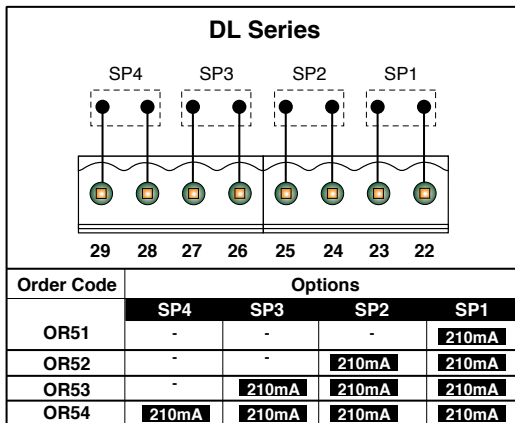 DL Series
SP4 SP3 SP2 SP1
29 28 27 26 25 24 23 22
Order Code Options
SP4 SP3 SP2 SP1
OR51 - - - 210mA
OR52 - - 210mA 210mA
OR53 - 210mA 210mA 210mA
OR54 210mA 210mA 210mA 210mA